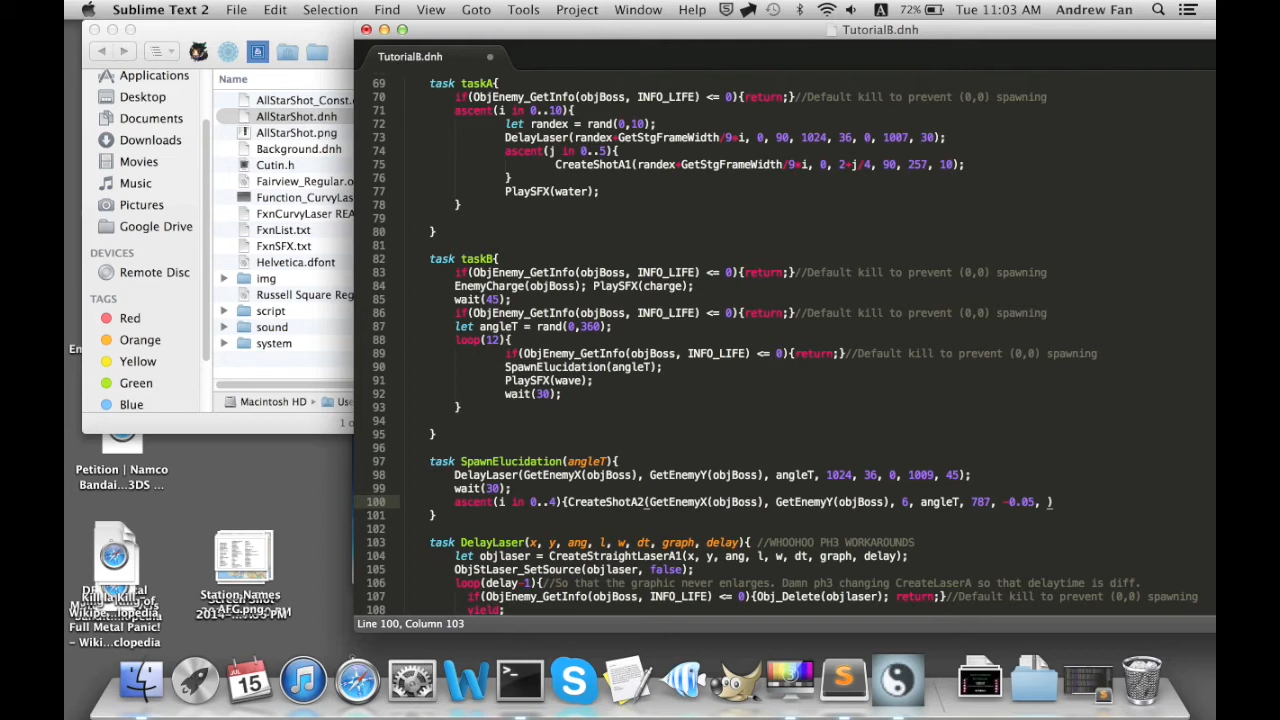 Sublime Text 2 File Edit Selection Find View Goto Tools Project Window Help 72% Tue 11:03 AM Andrew Fan
TutorialB.dnh
TutorialB.dnh
Applications
Desktop
Documents
Downloads
Movies
Music
Pictures
Google Drive
DEVICES
Remote Disc
TAGS
Red
Orange
Yellow
Green
Blue
Name
AllStarShot_Const.
AllStarShot.dnh
AllStarShot.png
Background.dnh
Cutin.h
Fairview_Regular.o
Function_CurvyLas
FxnCurvyLaser REA
FxnList.txt
FxnSFX.txt
Helvetica.dfont
img
Russell Square Reg
script
sound
system
Macintosh HD Use
1 o
69 task taskA{
70 if(ObjEnemy_GetInfo(objBoss, INFO_LIFE) <= 0){return;}//Default kill to prevent (0,0) spawning
71 ascent(i in 0..10){
72 let randex = rand(0,10);
73 DelayLaser(randex+GetStgFrameWidth/9*i, 0, 90, 1024, 36, 0, 1007, 30);
74 ascent(j in 0..5){
75 CreateShotA1(randex+GetStgFrameWidth/9*i, 0, 2+j/4, 90, 257, 10);
76 }
77 PlaySFX(water);
78 }
79
80 }
81
82 task taskB{
83 if(ObjEnemy_GetInfo(objBoss, INFO_LIFE) <= 0){return;}//Default kill to prevent (0,0) spawning
84 EnemyCharge(objBoss); PlaySFX(charge);
85 wait(45);
86 if(ObjEnemy_GetInfo(objBoss, INFO_LIFE) <= 0){return;}//Default kill to prevent (0,0) spawning
87 let angleT = rand(0,360);
88 loop(12){
89 if(ObjEnemy_GetInfo(objBoss, INFO_LIFE) <= 0){return;}//Default kill to prevent (0,0) spawning
90 SpawnElucidation(angleT);
91 PlaySFX(wave);
92 wait(30);
93 }
94
95 }
96
97 task SpawnElucidation(angleT){
98 DelayLaser(GetEnemyX(objBoss), GetEnemyY(objBoss), angleT, 1024, 36, 0, 1009, 45);
99 wait(30);
100 ascent(i in 0..4){CreateShotA2(GetEnemyX(objBoss), GetEnemyY(objBoss), 6, angleT, 787, -0.05, )
101 }
102
103 task DelayLaser(x, y, ang, l, w, dt, graph, delay){ //WHOOHOO PH3 WORKAROUNDS
104 let objlaser = CreateStraightLaserA1(x, y, ang, l, w, dt, graph, delay);
105 ObjStLaser_SetSource(objlaser, false);
106 loop(delay-1){//So that the graphic never enlarges. Damn ph3 changing CreateLaserA so that delaytime is diff.
107 if(ObjEnemy_GetInfo(objBoss, INFO_LIFE) <= 0){Obj_Delete(objlaser); return;}//Default kill to prevent (0,0) spawning
108 yield;
Line 100, Column 103
Petition | Namco
Bandai...3DS ...
Station Names
Full Metal Panic!
– Wiki...clopedia
JUL
15